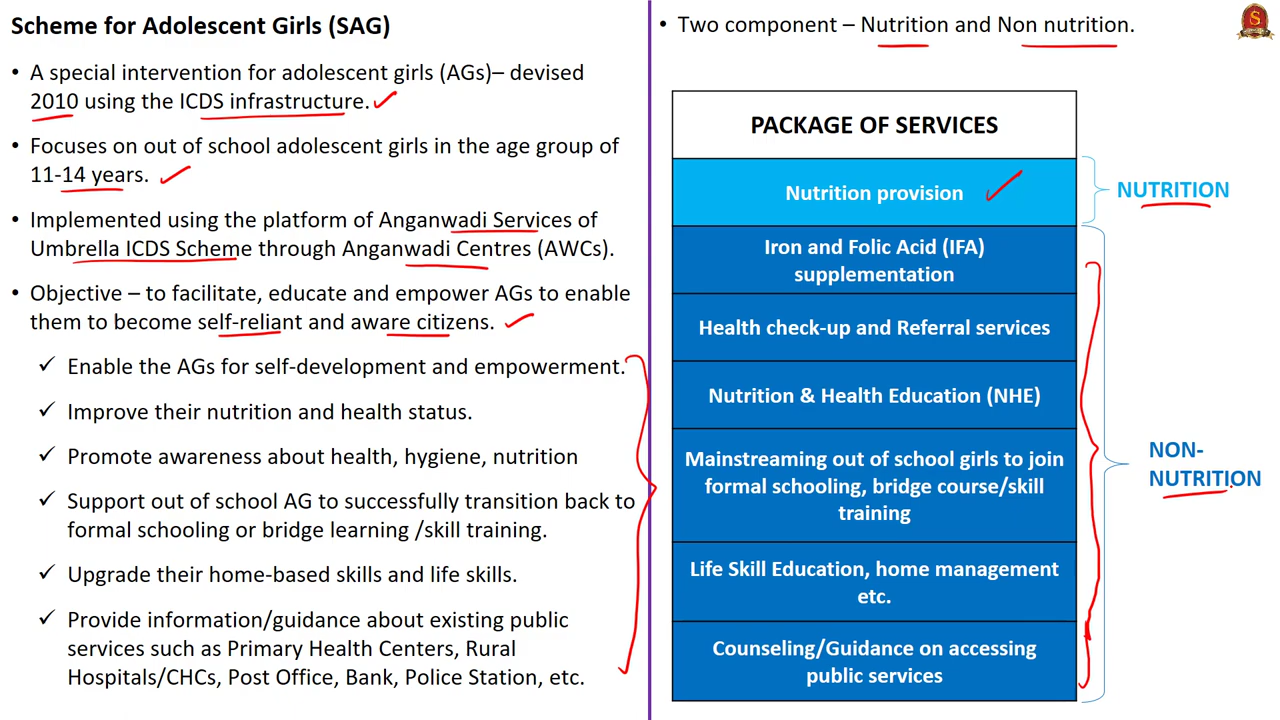 Scheme for Adolescent Girls (SAG)
• A special intervention for adolescent girls (AGs)– devised
2010 using the ICDS infrastructure.
• Focuses on out of school adolescent girls in the age group of
11-14 years.
• Implemented using the platform of Anganwadi Services of
Umbrella ICDS Scheme through Anganwadi Centres (AWCs).
• Objective – to facilitate, educate and empower AGs to enable
them to become self-reliant and aware citizens.
✓ Enable the AGs for self-development and empowerment.
✓ Improve their nutrition and health status.
✓ Promote awareness about health, hygiene, nutrition
✓ Support out of school AG to successfully transition back to
formal schooling or bridge learning /skill training.
✓ Upgrade their home-based skills and life skills.
✓ Provide information/guidance about existing public
services such as Primary Health Centers, Rural
Hospitals/CHCs, Post Office, Bank, Police Station, etc.
• Two component – Nutrition and Non nutrition.
PACKAGE OF SERVICES
Nutrition provision
Iron and Folic Acid (IFA)
supplementation
Health check-up and Referral services
Nutrition & Health Education (NHE)
Mainstreaming out of school girls to join
formal schooling, bridge course/skill
training
Life Skill Education, home management
etc.
Counseling/Guidance on accessing
public services
NUTRITION
NON-
NUTRITION